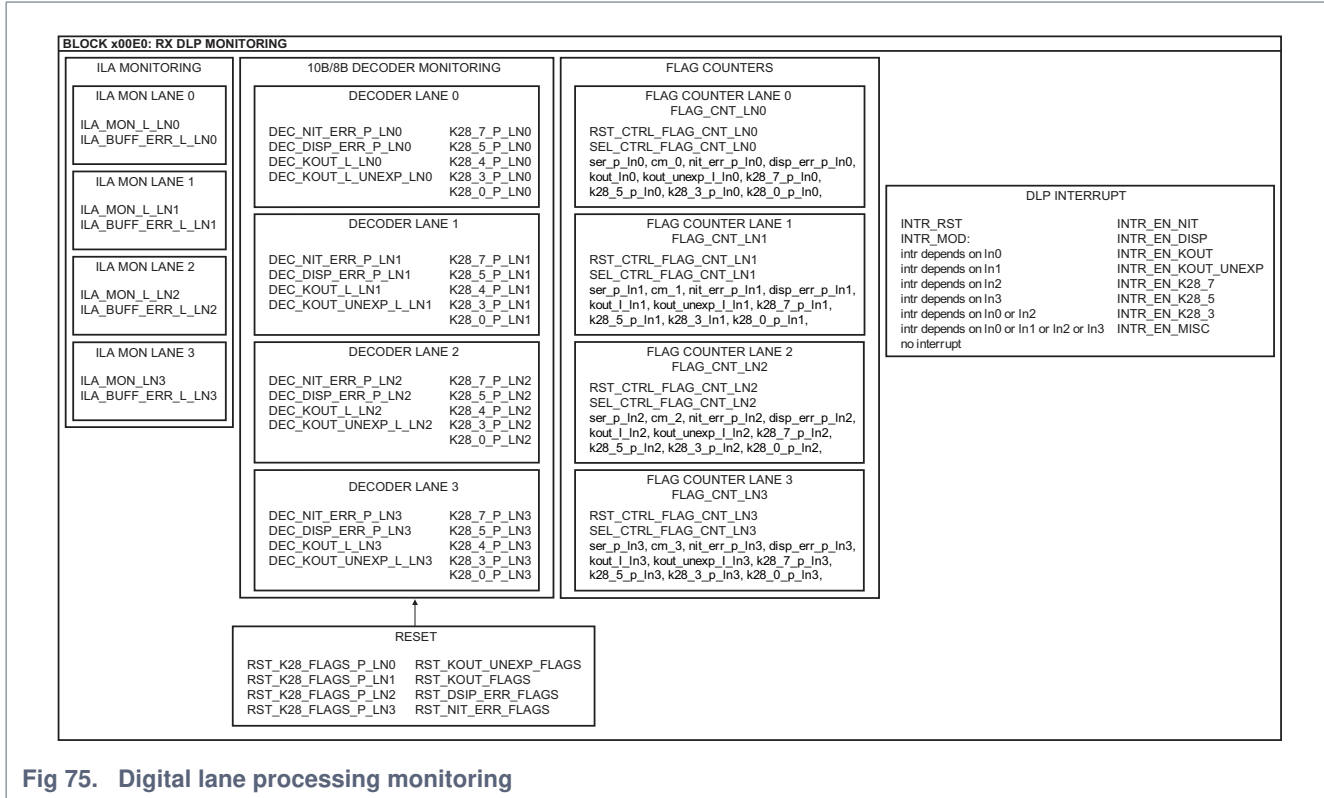 BLOCK x00E0: RX DLP MONITORING
ILA MONITORING
ILA MON LANE 0
ILA_MON_L_LN0
ILA_BUFF_ERR_L_LN0
ILA MON LANE 1
ILA_MON_L_LN1
ILA_BUFF_ERR_L_LN1
ILA MON LANE 2
ILA_MON_L_LN2
ILA_BUFF_ERR_L_LN2
ILA MON LANE 3
ILA_MON_LN3
ILA_BUFF_ERR_L_LN3
10B/8B DECODER MONITORING
DECODER LANE 0
DEC_NIT_ERR_P_LN0 K28_7_P_LN0
DEC_DISP_ERR_P_LN0 K28_5_P_LN0
DEC_KOUT_L_LN0 K28_4_P_LN0
DEC_KOUT_L_UNEXP_LN0 K28_3_P_LN0
K28_0_P_LN0
DECODER LANE 1
DEC_NIT_ERR_P_LN1 K28_7_P_LN1
DEC_DISP_ERR_P_LN1 K28_5_P_LN1
DEC_KOUT_L_LN1 K28_4_P_LN1
DEC_KOUT_UNEXP_L_LN1 K28_3_P_LN1
K28_0_P_LN1
DECODER LANE 2
DEC_NIT_ERR_P_LN2 K28_7_P_LN2
DEC_DISP_ERR_P_LN2 K28_5_P_LN2
DEC_KOUT_L_LN2 K28_4_P_LN2
DEC_KOUT_UNEXP_L_LN2 K28_3_P_LN2
K28_0_P_LN2
DECODER LANE 3
DEC_NIT_ERR_P_LN3 K28_7_P_LN3
DEC_DISP_ERR_P_LN3 K28_5_P_LN3
DEC_KOUT_L_LN3 K28_4_P_LN3
DEC_KOUT_UNEXP_L_LN3 K28_3_P_LN3
K28_0_P_LN3
FLAG COUNTERS
FLAG COUNTER LANE 0
FLAG_CNT_LN0
RST_CTRL_FLAG_CNT_LN0
SEL_CTRL_FLAG_CNT_LN0
ser_p_ln0, cm_0, nit_err_p_ln0, disp_err_p_ln0,
kout_ln0, kout_unexp_l_ln0, k28_7_p_ln0,
k28_5_p_ln0, k28_3_p_ln0, k28_0_p_ln0,
FLAG COUNTER LANE 1
FLAG_CNT_LN1
RST_CTRL_FLAG_CNT_LN1
SEL_CTRL_FLAG_CNT_LN1
ser_p_ln1, cm_1, nit_err_p_ln1, disp_err_p_ln1,
kout_l_ln1, kout_unexp_l_ln1, k28_7_p_ln1,
k28_5_p_ln1, k28_3_ln1, k28_0_p_ln1,
FLAG COUNTER LANE 2
FLAG_CNT_LN2
RST_CTRL_FLAG_CNT_LN2
SEL_CTRL_FLAG_CNT_LN2
ser_p_ln2, cm_2, nit_err_p_ln2, disp_err_p_ln2,
kout_l_ln2, kout_unexp_l_ln2, k28_7_p_ln2,
k28_5_p_ln2, k28_3_p_ln2, k28_0_p_ln2,
FLAG COUNTER LANE 3
FLAG_CNT_LN3
RST_CTRL_FLAG_CNT_LN3
SEL_CTRL_FLAG_CNT_LN3
ser_p_ln3, cm_3, nit_err_p_ln3, disp_err_p_ln3,
kout_l_ln3, kout_unexp_l_ln3, k28_7_p_ln3,
k28_5_p_ln3, k28_3_p_ln3, k28_0_p_ln3,
DLP INTERRUPT
INTR_RST INTR_EN_NIT
INTR_MOD: INTR_EN_DISP
intr depends on ln0 INTR_EN_KOUT
intr depends on ln1 INTR_EN_KOUT_UNEXP
intr depends on ln2 INTR_EN_K28_7
intr depends on ln3 INTR_EN_K28_5
intr depends on ln0 or ln2 INTR_EN_K28_3
intr depends on ln0 or ln1 or ln2 or ln3 INTR_EN_MISC
no interrupt
RESET
RST_K28_FLAGS_P_LN0 RST_KOUT_UNEXP_FLAGS
RST_K28_FLAGS_P_LN1 RST_KOUT_FLAGS
RST_K28_FLAGS_P_LN2 RST_DSIP_ERR_FLAGS
RST_K28_FLAGS_P_LN3 RST_NIT_ERR_FLAGS
Fig 75. Digital lane processing monitoring